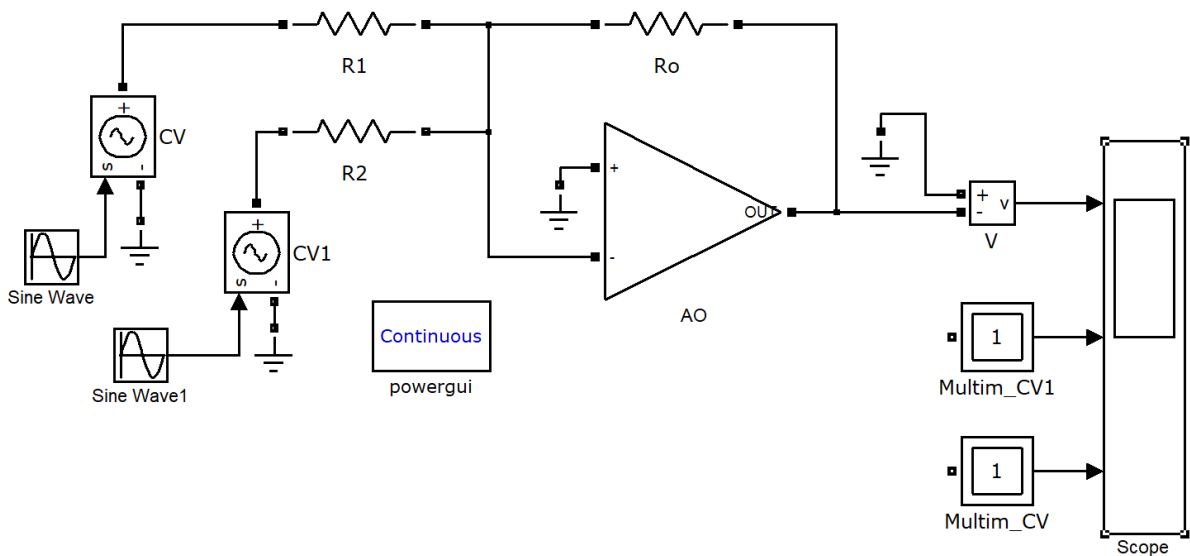 R1
Ro
+
CV
s
-
R2
+
+
-
OUT
+
-
v
V
+
CV1
s
-
Sine Wave
AO
Continuous
powergui
1
Multim_CV1
Sine Wave1
1
Multim_CV
Scope